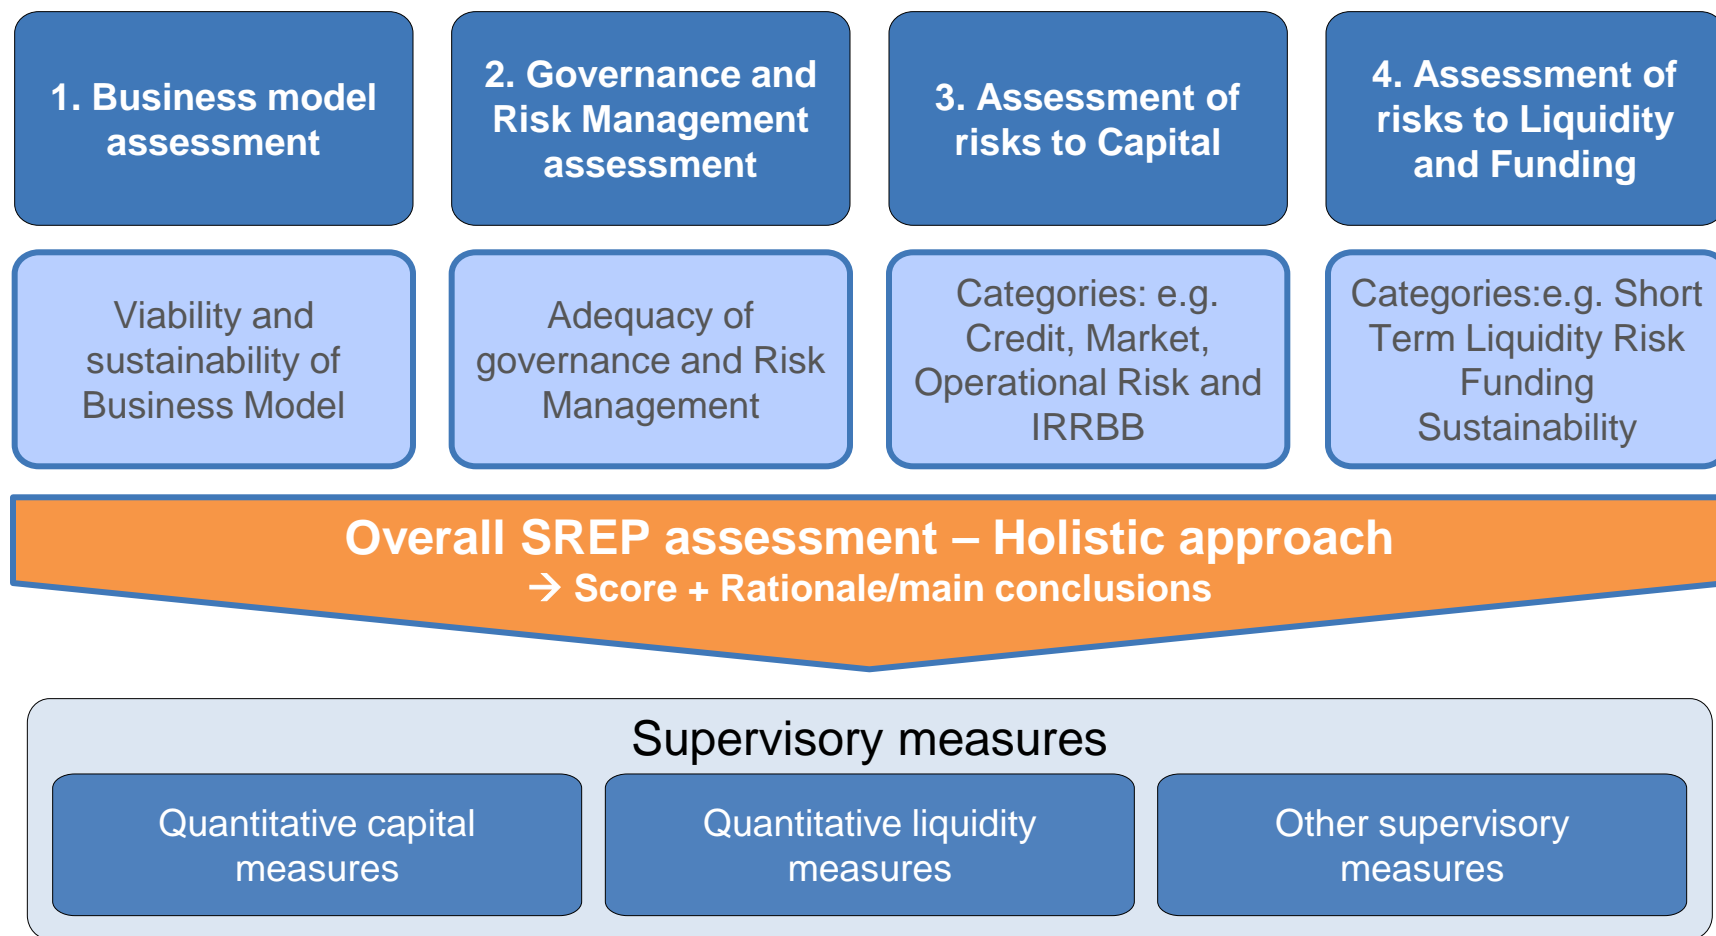 1. Business model
assessment
2. Governance and
Risk Management
assessment
3. Assessment of
risks to Capital
4. Assessment of
risks to Liquidity
and Funding
Viability and
sustainability of
Business Model
Adequacy of
governance and Risk
Management
Categories: e.g.
Credit, Market,
Operational Risk and
IRRBB
Categories:e.g. Short
Term Liquidity Risk
Funding
Sustainability
Overall SREP assessment – Holistic approach
→ Score + Rationale/main conclusions
Supervisory measures
Quantitative capital
measures
Quantitative liquidity
measures
Other supervisory
measures